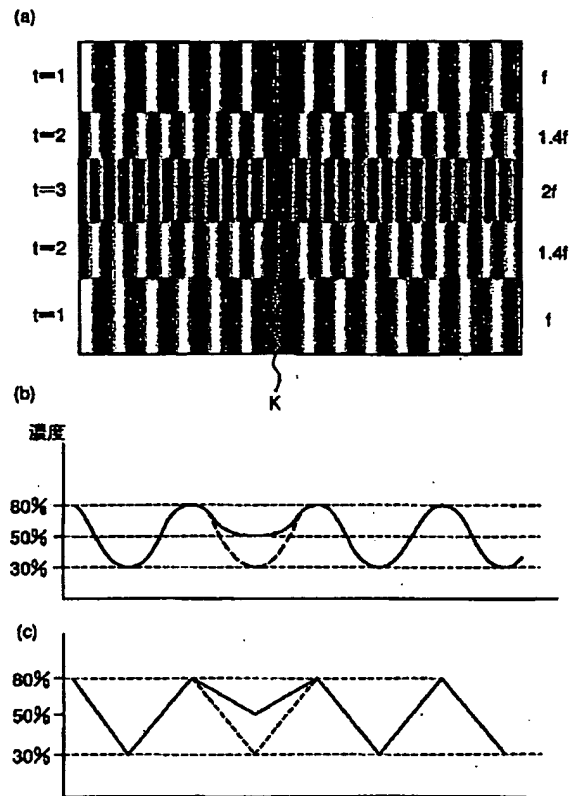 (a)
t=1 f
t=2 1.4f
t=3 2f
t=2 1.4f
t=1 f
K
(b)
濃度
80%
50%
30%
(c)
80%
50%
30%